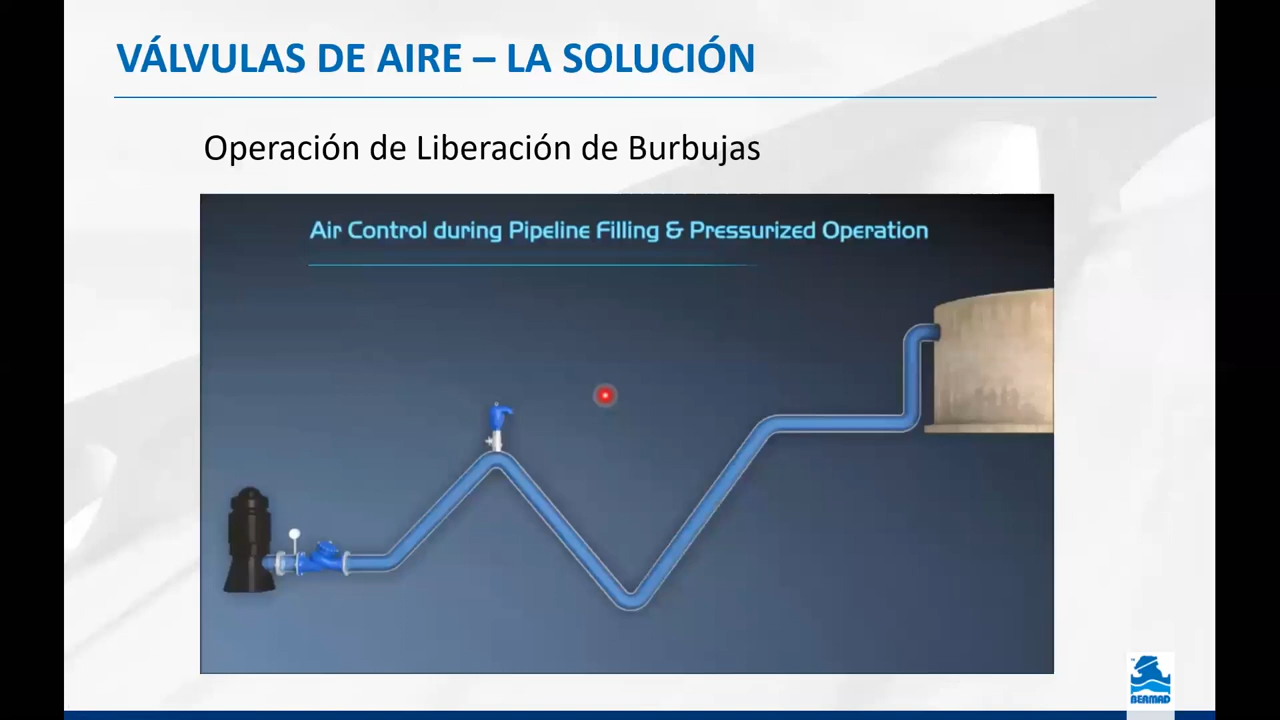 VÁLVULAS DE AIRE – LA SOLUCIÓN
Operación de Liberación de Burbujas
Air Control during Pipeline Filling & Pressurized Operation
BERMAD